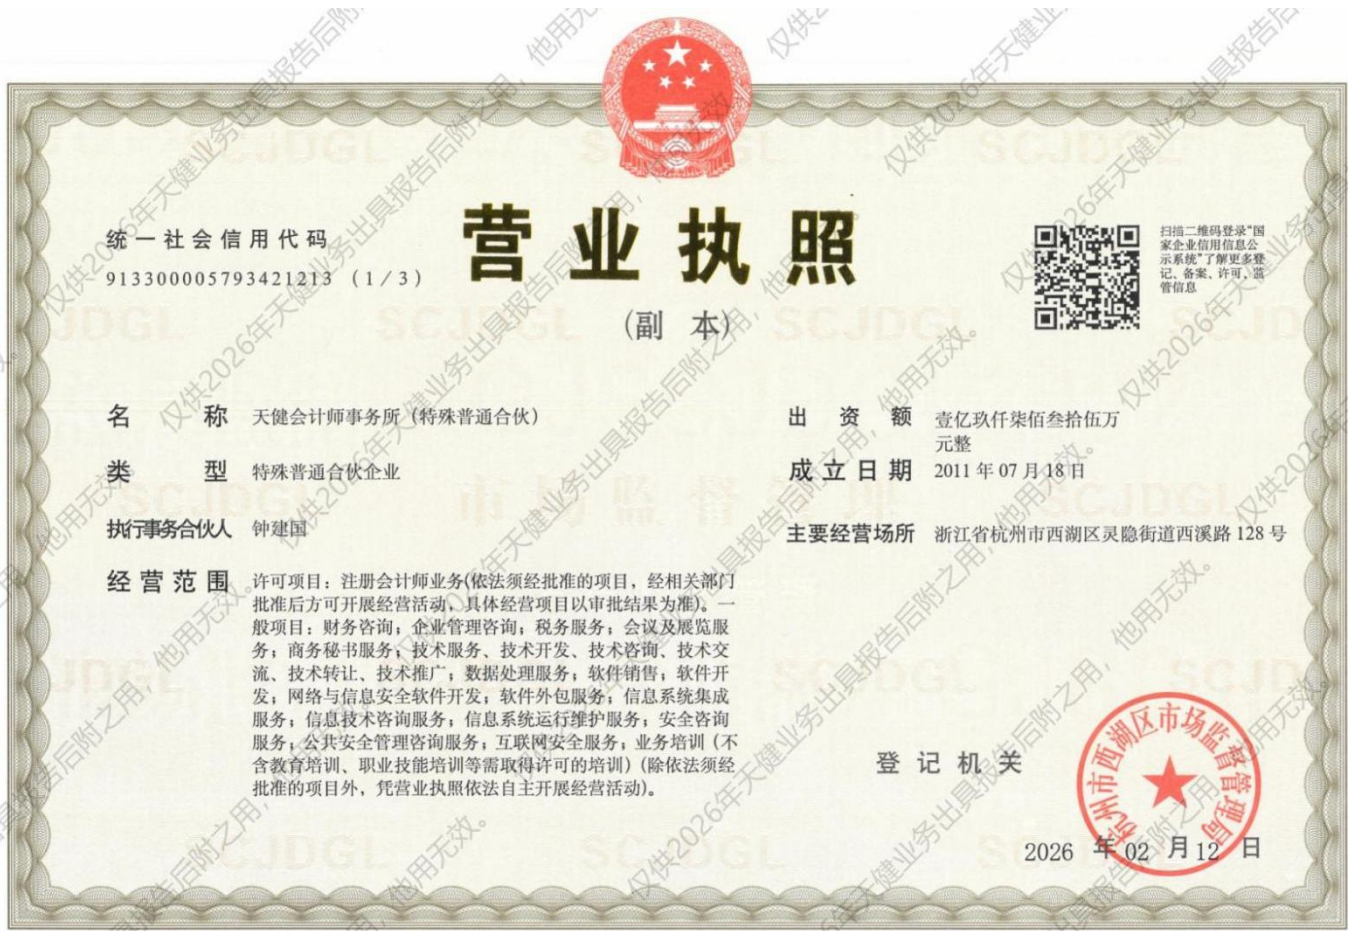 营业执照
(副 本)
统一社会信用代码
913300005793421213 (1/3)
扫描二维码登录“国
家企业信用信息公
示系统”了解更多登
记、备案、许可、监
管信息
名 称 天健会计师事务所（特殊普通合伙）
类 型 特殊普通合伙企业
执行事务合伙人 钟建国
经营范围 许可项目：注册会计师业务(依法须经批准的项目，经相关部门
批准后方可开展经营活动，具体经营项目以审批结果为准)。一
般项目：财务咨询；企业管理咨询；税务服务；会议及展览服
务；商务秘书服务；技术服务、技术开发、技术咨询、技术交
流、技术转让、技术推广；数据处理服务；软件销售；软件开
发；网络与信息安全软件开发；软件外包服务；信息系统集成
服务；信息技术咨询服务；信息系统运行维护服务；安全咨询
服务；公共安全管理咨询服务；互联网安全服务；业务培训（不
含教育培训、职业技能培训等需取得许可的培训）(除依法须经
批准的项目外，凭营业执照依法自主开展经营活动)。
出 资 额 壹亿玖仟柒佰叁拾伍万
元整
成立日期 2011年07月18日
主要经营场所 浙江省杭州市西湖区灵隐街道西溪路128号
登记机关
杭州市西湖区市场监督管理局
2026 年 02 月 12 日
仅供2026年天健业务出具报告后附之用，他用无效。
SCJDGL
市场监督管理